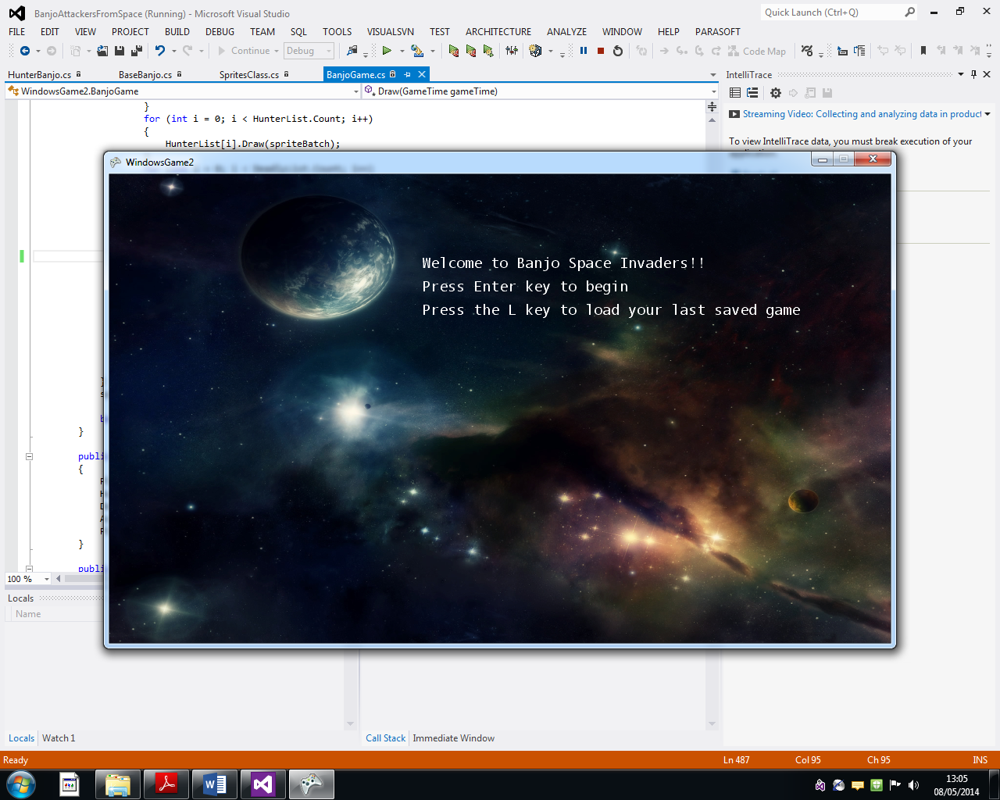 BanjoAttackersFromSpace (Running) - Microsoft Visual Studio
Quick Launch (Ctrl+Q)
FILE EDIT VIEW PROJECT BUILD DEBUG TEAM SQL TOOLS VISUALSVN TEST ARCHITECTURE ANALYZE WINDOW HELP PARASOFT
Continue Debug Code Map
HunterBanjo.cs BaseBanjo.cs SpritesClass.cs BanjoGame.cs
IntelliTrace
WindowsGame2.BanjoGame Draw(GameTime gameTime)
}
for (int i = 0; i < HunterList.Count; i++)
{
HunterList[i].Draw(spriteBatch);
Streaming Video: Collecting and analyzing data in product
To view IntelliTrace data, you must break execution of your
application.
WindowsGame2
Welcome to Banjo Space Invaders!!
Press Enter key to begin
Press the L key to load your last saved game
}
publi
{
}
publi
100 %
Locals
Name
Locals Watch 1
Call Stack Immediate Window
Ready
Ln 487 Col 95 Ch 95 INS
13:05
08/05/2014